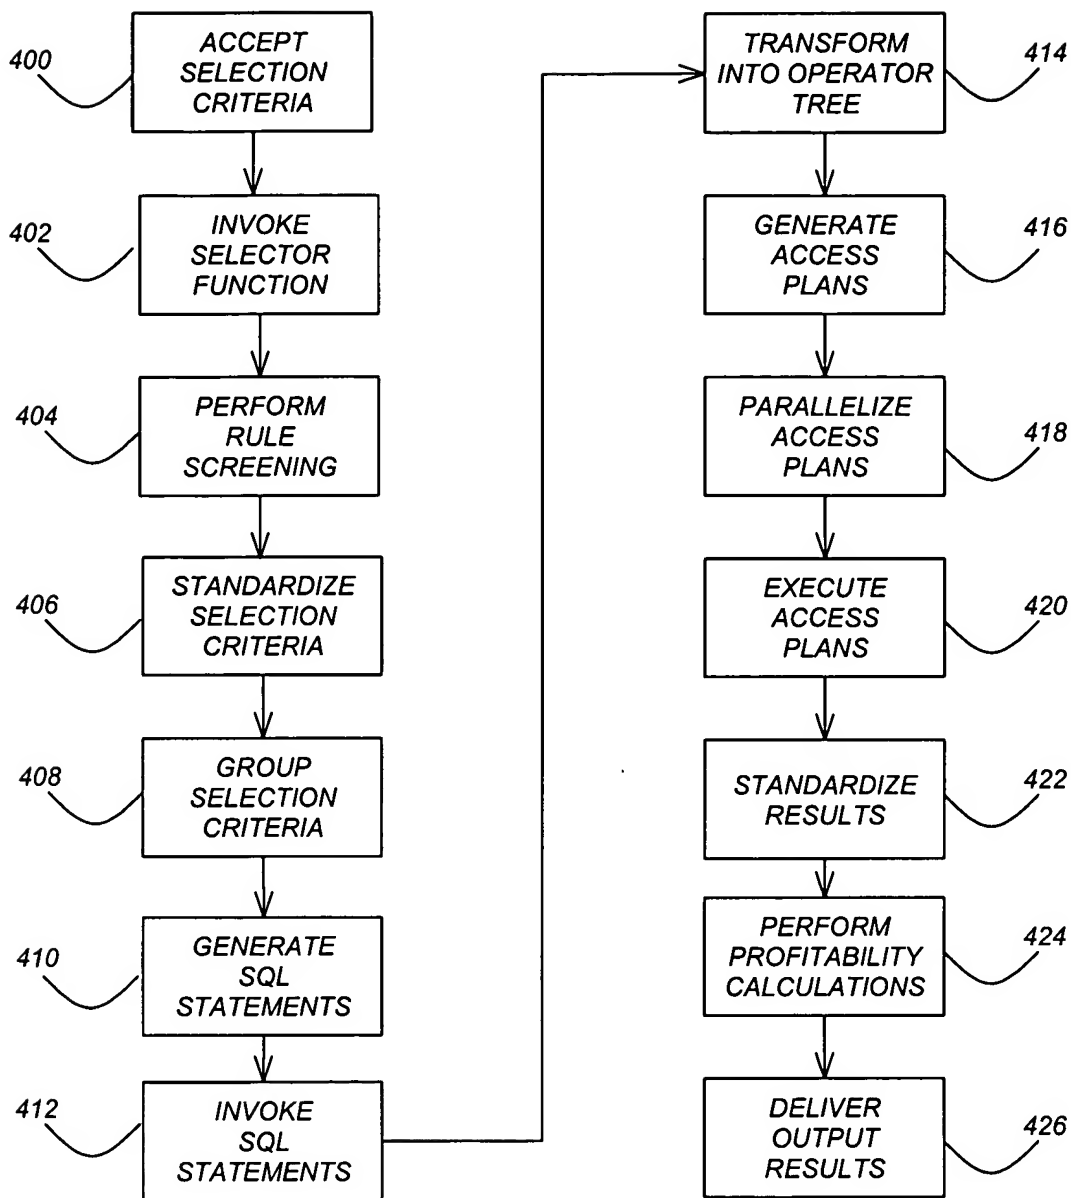 400
ACCEPT
SELECTION
CRITERIA
402
INVOKE
SELECTOR
FUNCTION
404
PERFORM
RULE
SCREENING
406
STANDARDIZE
SELECTION
CRITERIA
408
GROUP
SELECTION
CRITERIA
410
GENERATE
SQL
STATEMENTS
412
INVOKE
SQL
STATEMENTS
TRANSFORM
INTO OPERATOR
TREE
414
GENERATE
ACCESS
PLANS
416
PARALLELIZE
ACCESS
PLANS
418
EXECUTE
ACCESS
PLANS
420
STANDARDIZE
RESULTS
422
PERFORM
PROFITABILITY
CALCULATIONS
424
DELIVER
OUTPUT
RESULTS
426